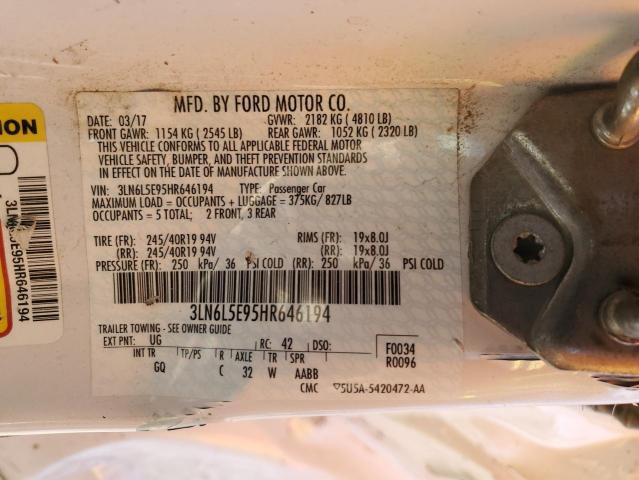 MFD. BY FORD MOTOR CO.
DATE: 03/17 GVWR: 2182 KG ( 4810 LB)
FRONT GAWR: 1154 KG ( 2545 LB) REAR GAWR: 1052 KG ( 2320 LB)
THIS VEHICLE CONFORMS TO ALL APPLICABLE FEDERAL MOTOR
VEHICLE SAFETY, BUMPER, AND THEFT PREVENTION STANDARDS
IN EFFECT ON THE DATE OF MANUFACTURE SHOWN ABOVE.
VIN: 3LN6L5E95HR646194 TYPE: Passenger Car
MAXIMUM LOAD = OCCUPANTS + LUGGAGE = 375KG/ 827LB
OCCUPANTS = 5 TOTAL; 2 FRONT, 3 REAR
TIRE (FR): 245/40R19 94V RIMS (FR): 19x8.0J
(RR): 245/40R19 94V (RR): 19x8.0J
PRESSURE (FR): 250 kPa/ 36 PSI COLD (RR): 250 kPa/ 36 PSI COLD
3LN6L5E95HR646194
TRAILER TOWING - SEE OWNER GUIDE
EXT PNT: UG RC: 42 DSO: F0034
R0096
INT TR TP/PS R AXLE TR SPR
GQ C 32 W AABB
CMC ▽5U5A-5420472-AA
ION
3LN6L5E95HR646194